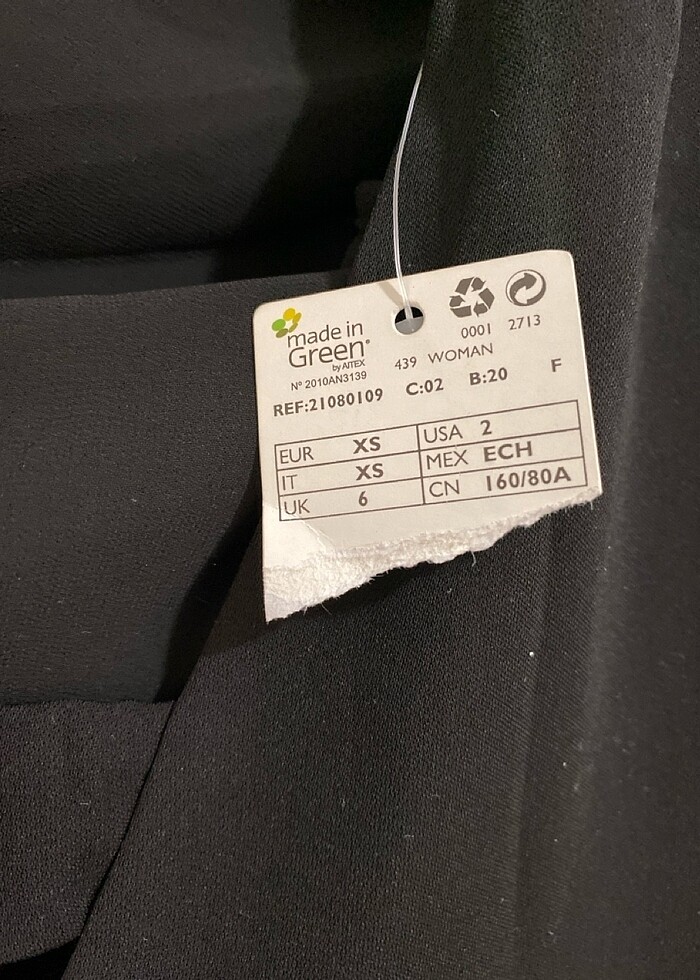 made in
Green®
by AITEX
Nº 2010AN3139
0001 2713
439 WOMAN
REF:21080109 C:02 B:20 F
EUR XS USA 2
IT XS MEX ECH
UK 6 CN 160/80A